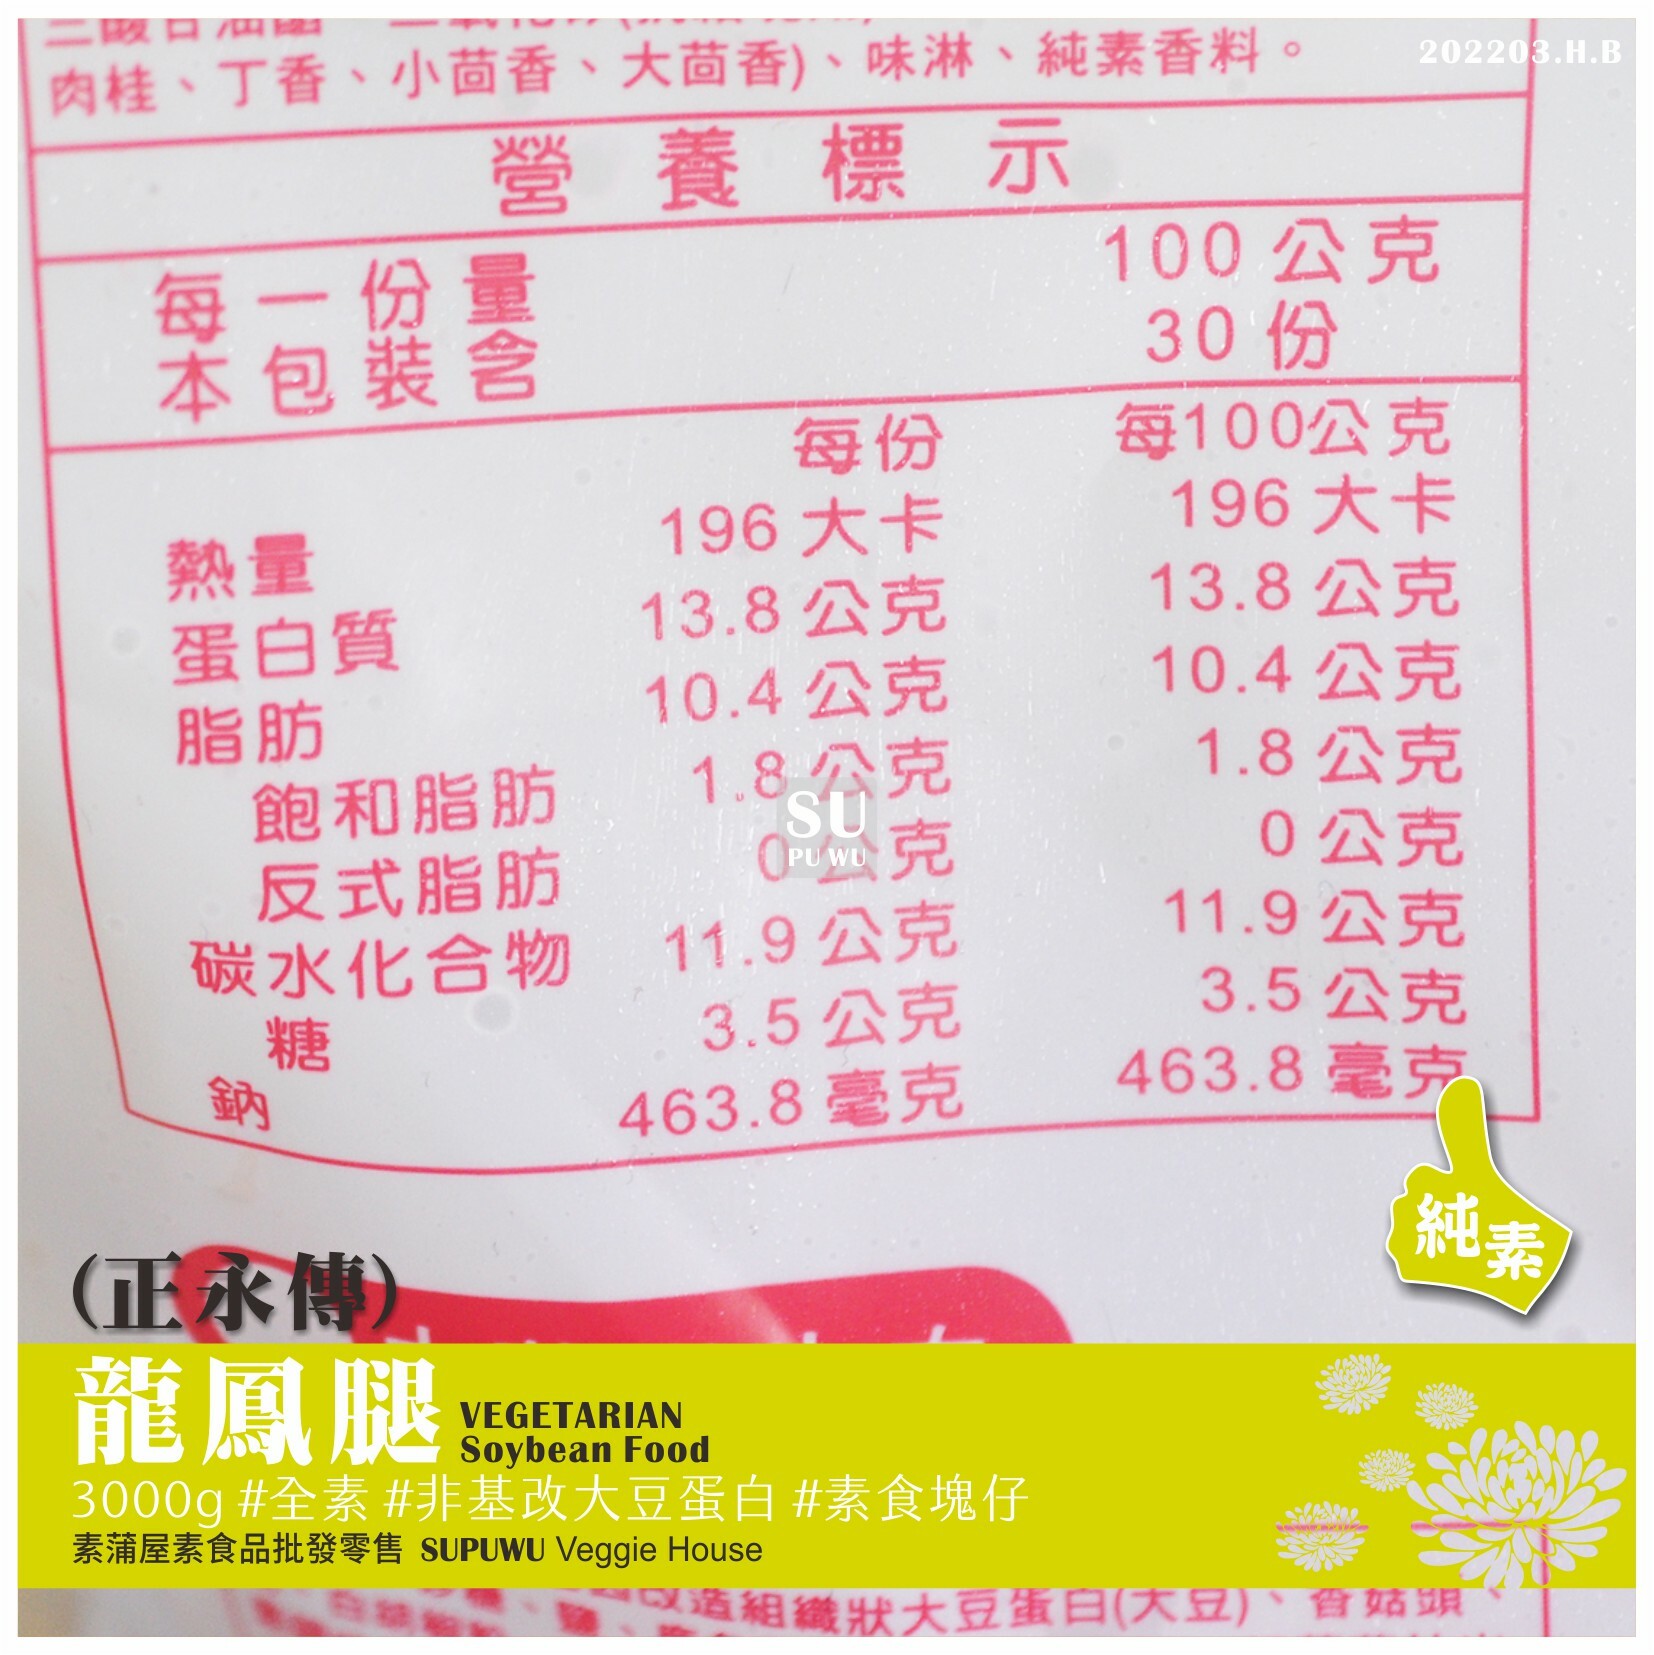 202203.H.B
肉桂、丁香、小茴香、大茴香)、味淋、純素香料。
營養標示
每一份量 100公克
本包裝含 30份
每份 每100公克
熱量 196大卡 196大卡
蛋白質 13.8公克 13.8公克
脂肪 10.4公克 10.4公克
飽和脂肪 1.8公克 1.8公克
反式脂肪 0公克 0公克
碳水化合物 11.9公克 11.9公克
糖 3.5公克 3.5公克
鈉 463.8毫克 463.8毫克
SU
PU WU
純素
(正永傳)
龍鳳腿 VEGETARIAN
Soybean Food
3000g #全素 #非基改大豆蛋白 #素食塊仔
素蒲屋素食品批發零售 SUPUWU Veggie House
改造組織狀大豆蛋白(大豆)、香菇頭、